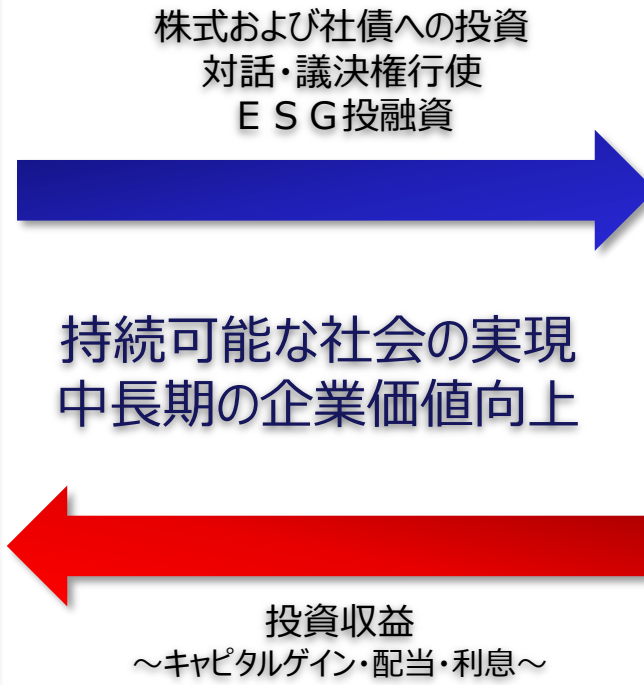 株式および社債への投資
対話・議決権行使
ＥＳＧ投融資
持続可能な社会の実現
中長期の企業価値向上
投資収益
～キャピタルゲイン・配当・利息～